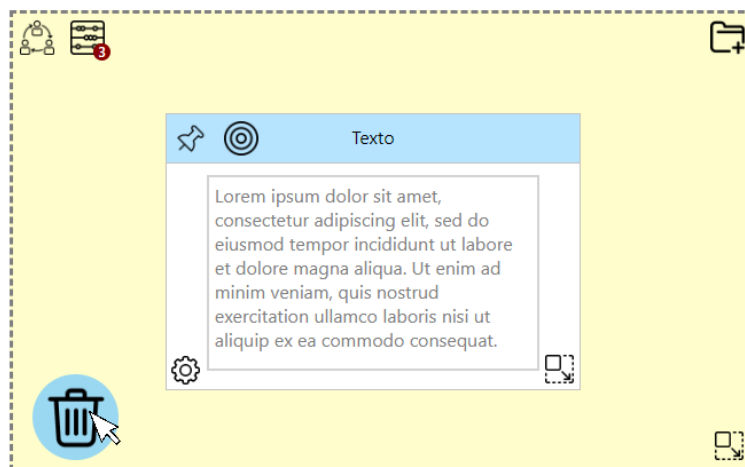 3
Texto
Lorem ipsum dolor sit amet,
consectetur adipiscing elit, sed do
eiusmod tempor incididunt ut labore
et dolore magna aliqua. Ut enim ad
minim veniam, quis nostrud
exercitation ullamco laboris nisi ut
aliquip ex ea commodo consequat.